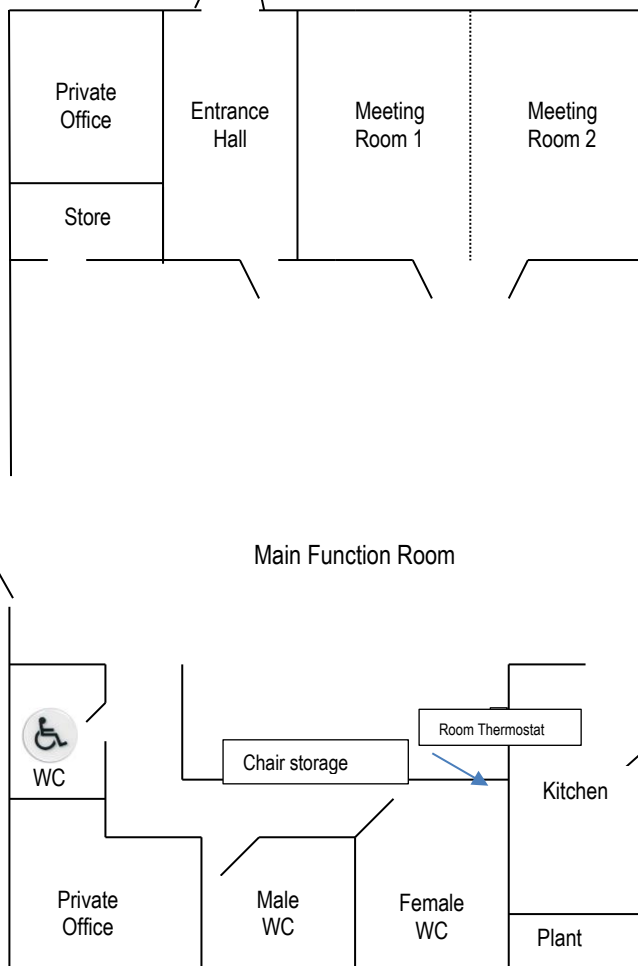 Private
Office
Entrance
Hall
Meeting
Room 1
Meeting
Room 2
Store
Main Function Room
Room Thermostat
Chair storage
WC
Kitchen
Private
Office
Male
WC
Female
WC
Plant